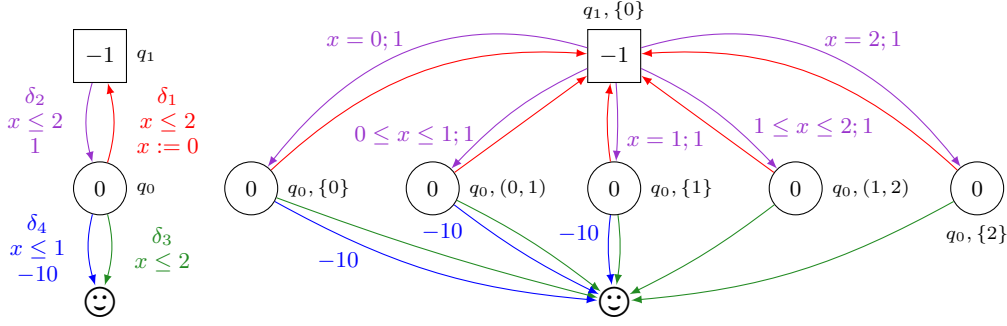 −1
q₁
δ₂
x ≤ 2
1
δ₁
x ≤ 2
x := 0
0
q₀
δ₄
x ≤ 1
−10
δ₃
x ≤ 2
q₁, {0}
−1
x = 0; 1
x = 2; 1
0 ≤ x ≤ 1; 1
x = 1; 1
1 ≤ x ≤ 2; 1
0
q₀, {0}
0
q₀, (0, 1)
0
q₀, {1}
0
q₀, (1, 2)
0
q₀, {2}
−10
−10
−10